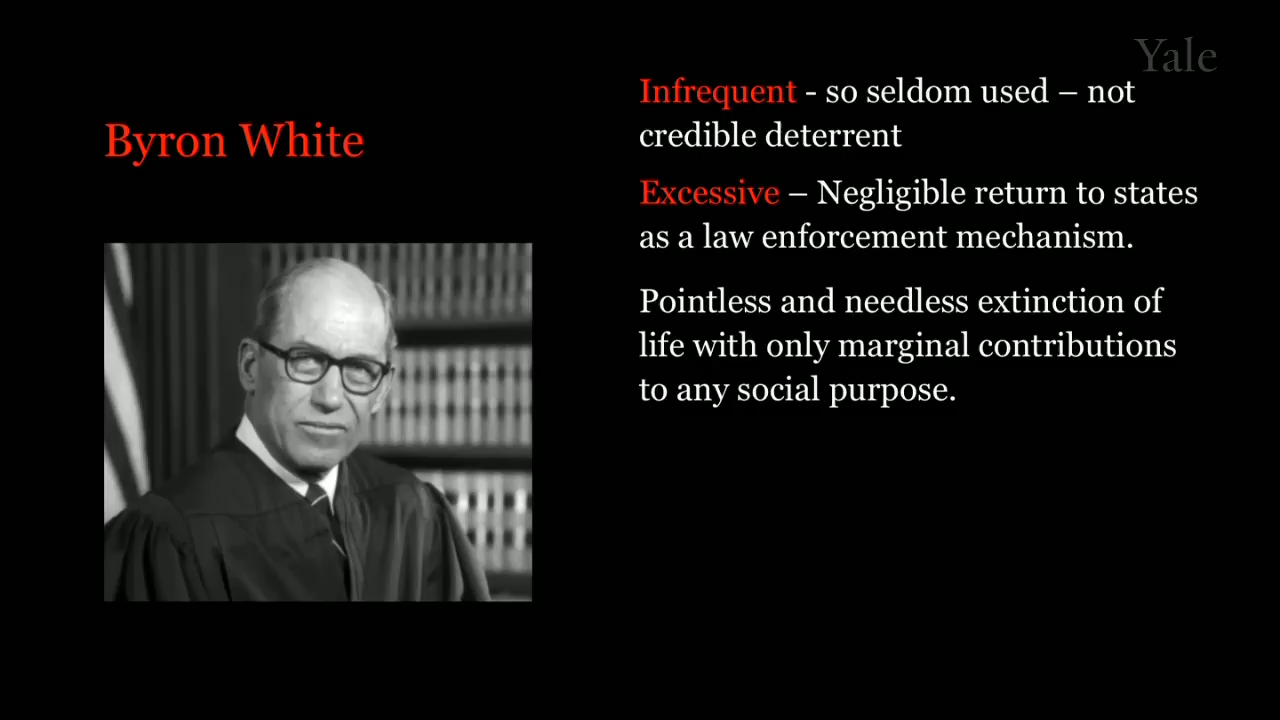 Yale
Byron White
Infrequent - so seldom used – not
credible deterrent
Excessive – Negligible return to states
as a law enforcement mechanism.
Pointless and needless extinction of
life with only marginal contributions
to any social purpose.